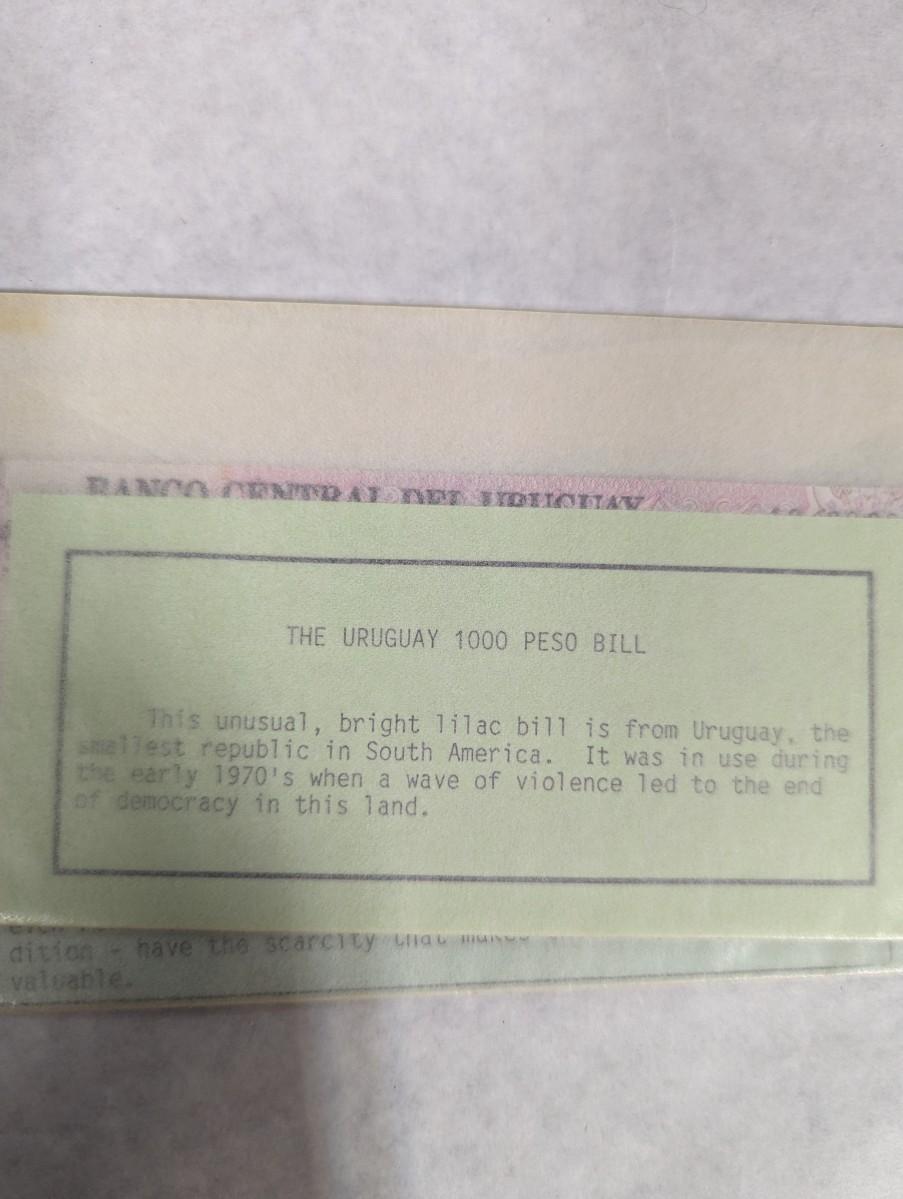 BANCO CENTRAL DEL URUGUAY
THE URUGUAY 1000 PESO BILL
This unusual, bright lilac bill is from Uruguay, the
smallest republic in South America. It was in use during
the early 1970's when a wave of violence led to the end
of democracy in this land.
dition - have the scarcity that makes
valuable.